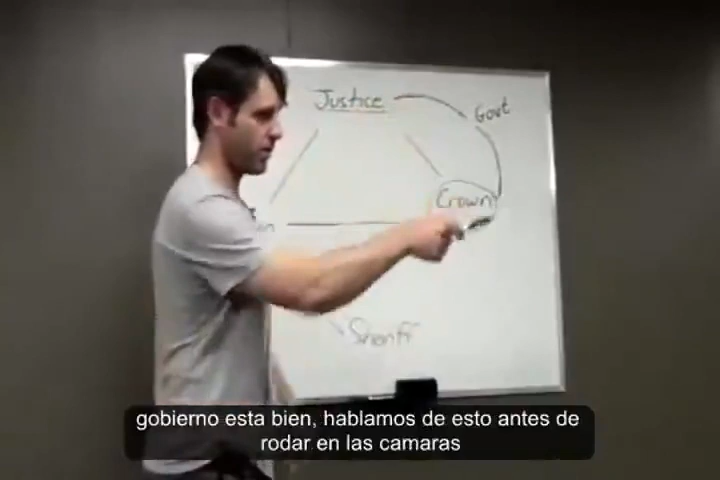 Justice
Govt
Crown
Sheriff
gobierno esta bien, hablamos de esto antes de
rodar en las camaras